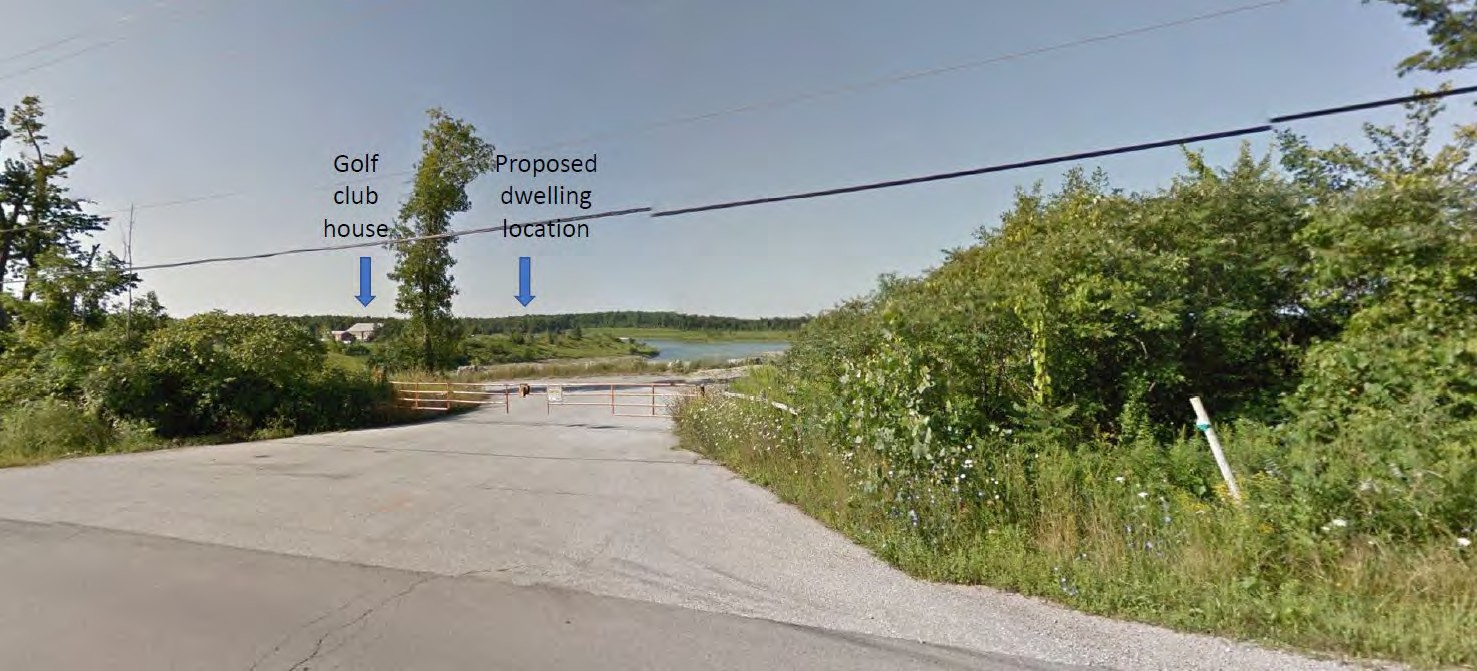 Golf
club
house
Proposed
dwelling
location